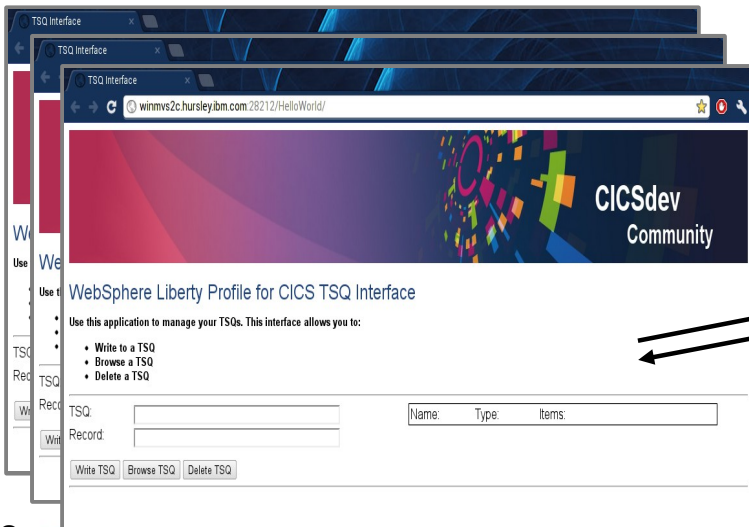 TSQ Interface
TSQ Interface
TSQ Interface
winmvs2c.hursley.ibm.com:28212/HelloWorld/
CICSdev
Community
WebSphere Liberty Profile for CICS TSQ Interface
Use this application to manage your TSQs. This interface allows you to:
Write to a TSQ
Browse a TSQ
Delete a TSQ
TSQ:
Name: Type: Items:
Record:
Write TSQ Browse TSQ Delete TSQ